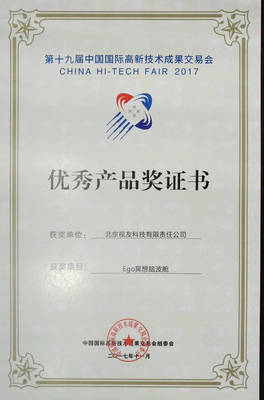 第十九届中国国际高新技术成果交易会
CHINA HI-TECH FAIR 2017
优秀产品奖证书
获奖单位: 北京视友科技有限责任公司
获奖项目: Ego冥想脑波舱
中国国际高新技术成果交易会组委会
二〇一七年十一月